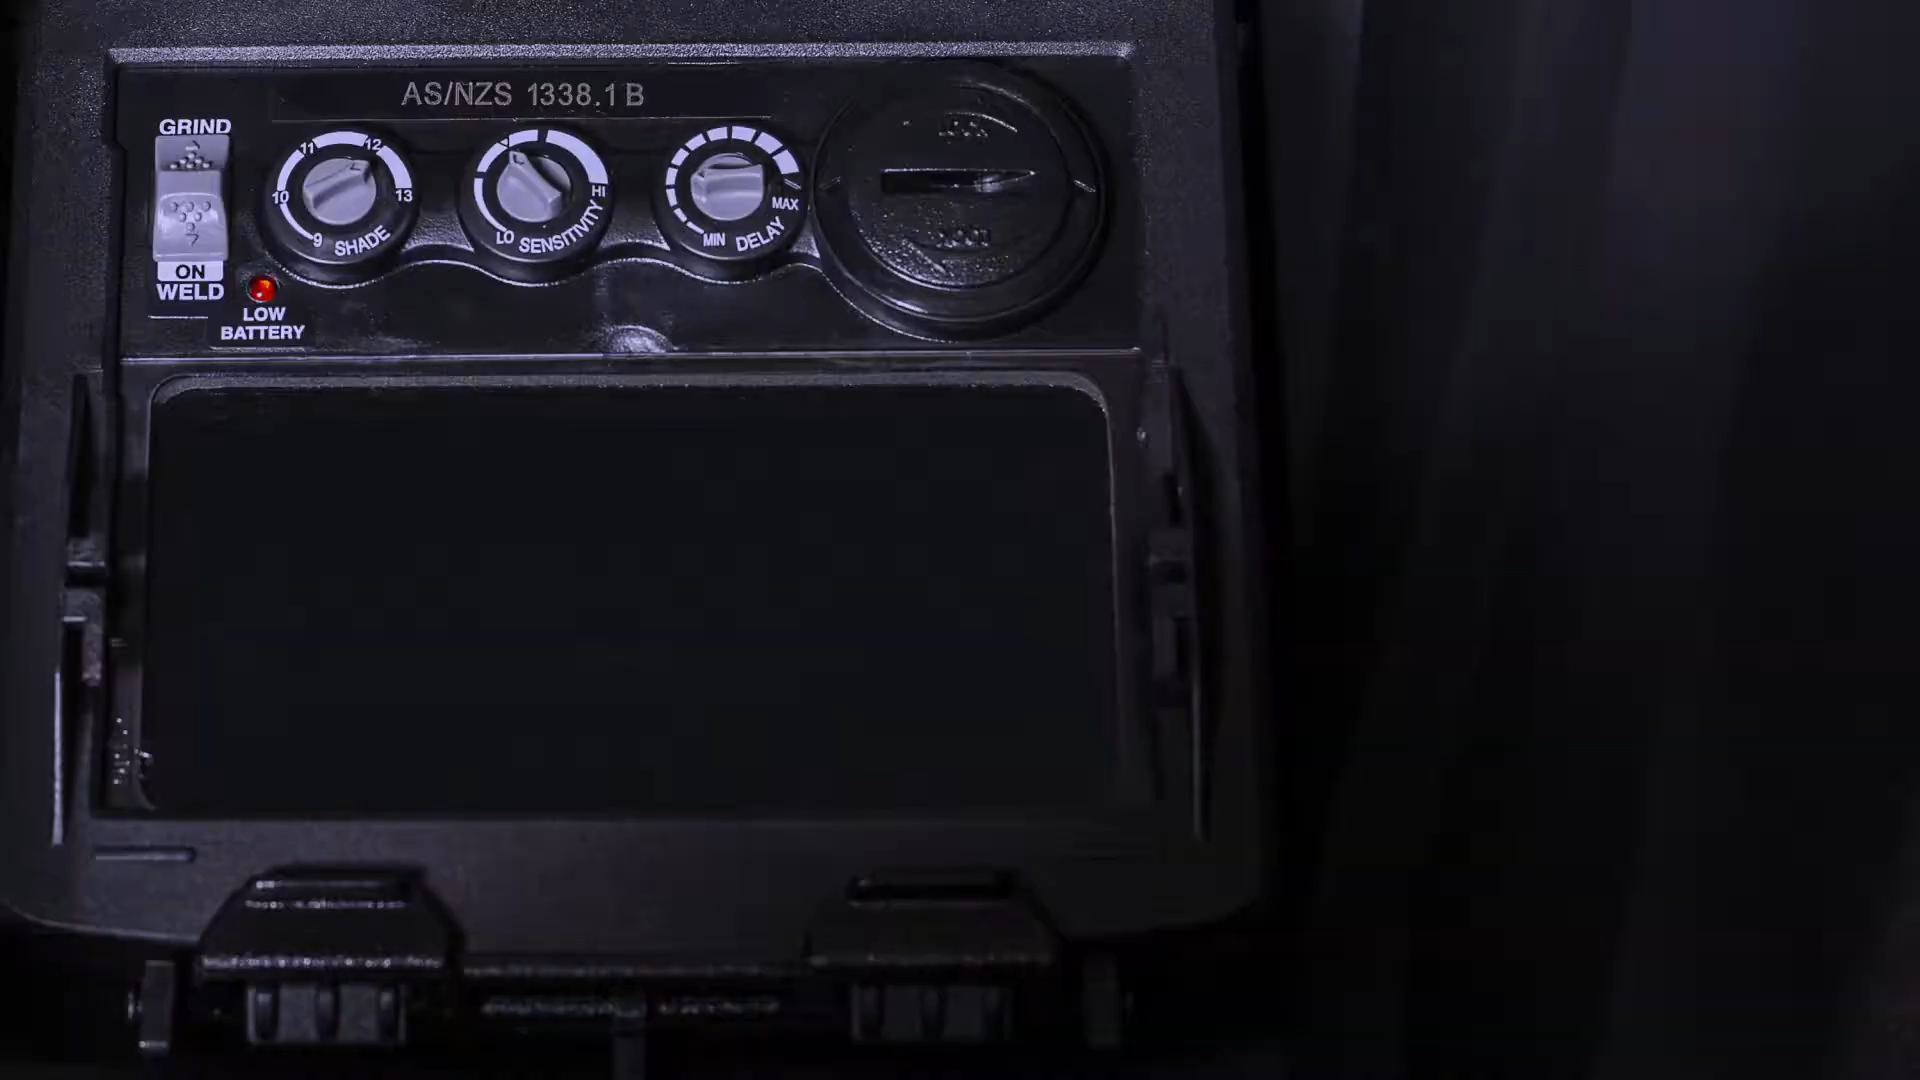 AS/NZS 1338.1 B
GRIND
ON
WELD
LOW
BATTERY
9 10 11 12 13
SHADE
LO HI
SENSITIVITY
MIN MAX
DELAY
LOCK